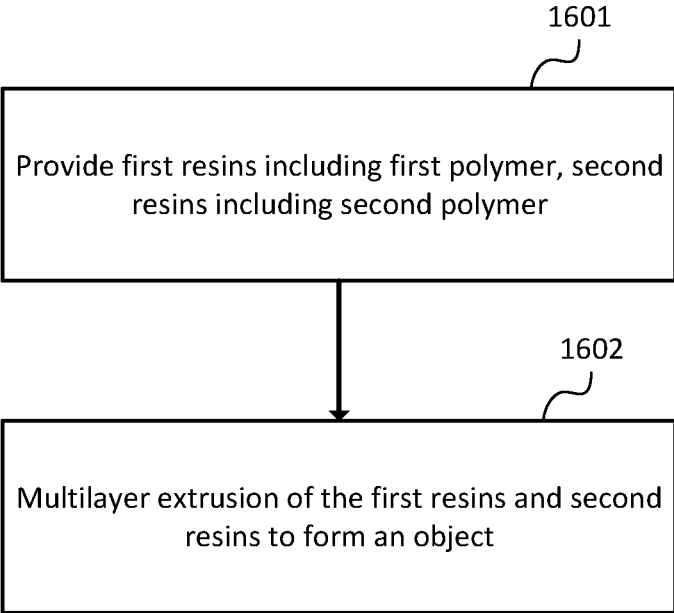 1601
Provide first resins including first polymer, second
resins including second polymer
1602
Multilayer extrusion of the first resins and second
resins to form an object